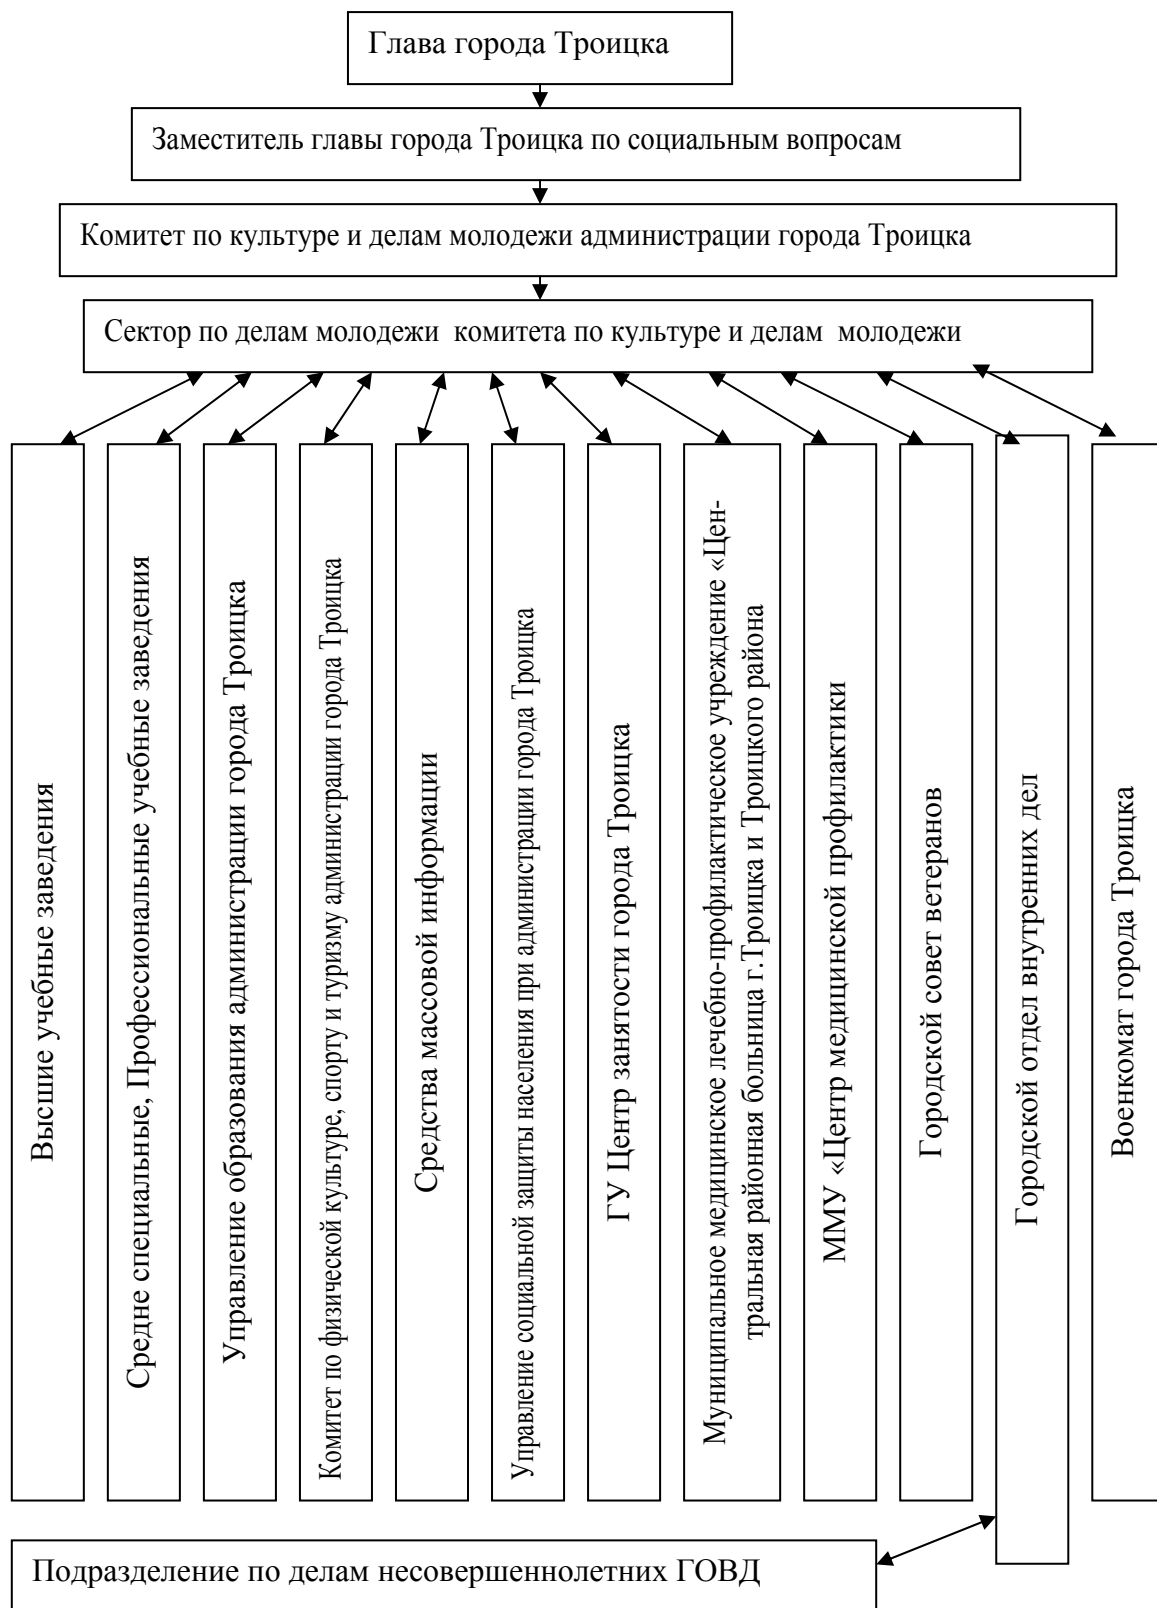 Глава города Троицка
Заместитель главы города Троицка по социальным вопросам
Комитет по культуре и делам молодежи администрации города Троицка
Сектор по делам молодежи комитета по культуре и делам молодежи
Высшие учебные заведения
Средне специальные, Профессиональные учебные заведения
Управление образования администрации города Троицка
Комитет по физической культуре, спорту и туризму администрации города Троицка
Средства массовой информации
Управление социальной защиты населения при администрации города Троицка
ГУ Центр занятости города Троицка
Муниципальное медицинское лечебно-профилактическое учреждение «Цен-
тральная районная больница г.Троицка и Троицкого района
ММУ «Центр медицинской профилактики
Городской совет ветеранов
Городской отдел внутренних дел
Военкомат города Троицка
Подразделение по делам несовершеннолетних ГОВД